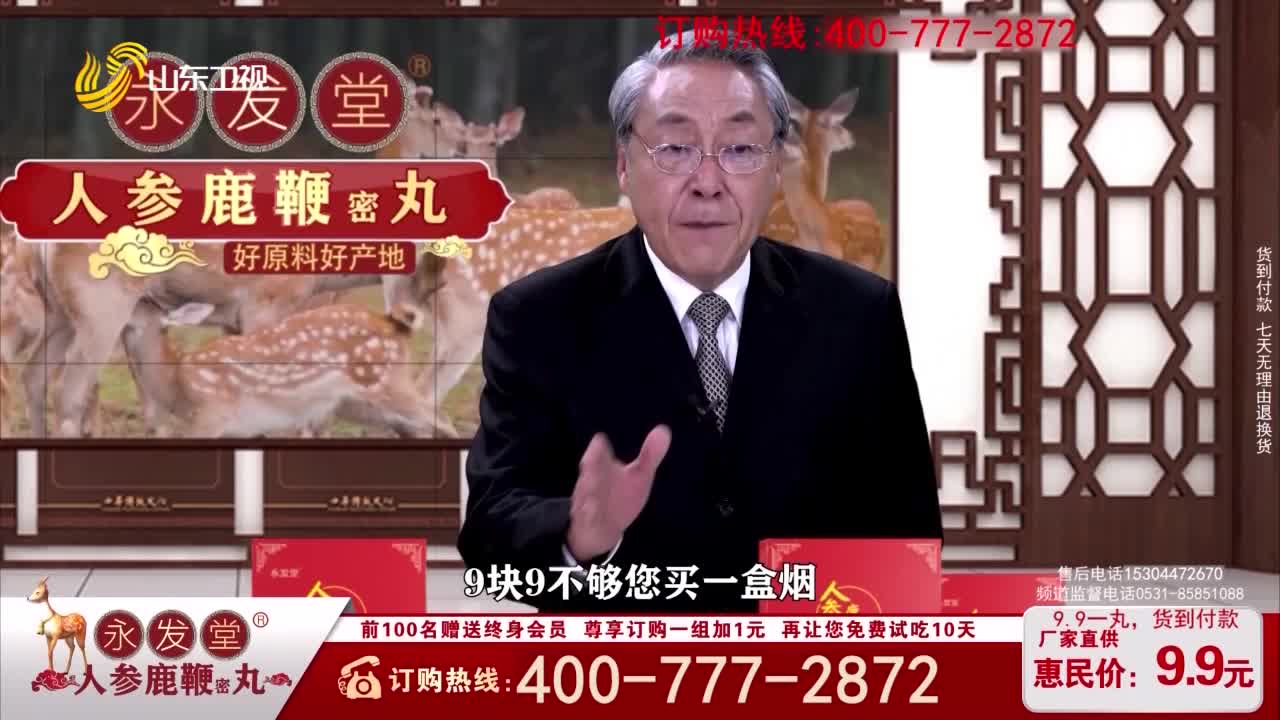 订购热线:400-777-2872
山东卫视
永发堂®
人参鹿鞭密丸
好原料好产地
货到付款 七天无理由退换货
永发堂
9块9不够您买一盒烟
售后电话15304472670
频道监督电话0531-85851088
永发堂®
人参鹿鞭密丸
前100名赠送终身会员 尊享订购一组加1元 再让您免费试吃10天
订购热线:400-777-2872
9.9一丸，货到付款
厂家直供
惠民价：9.9元